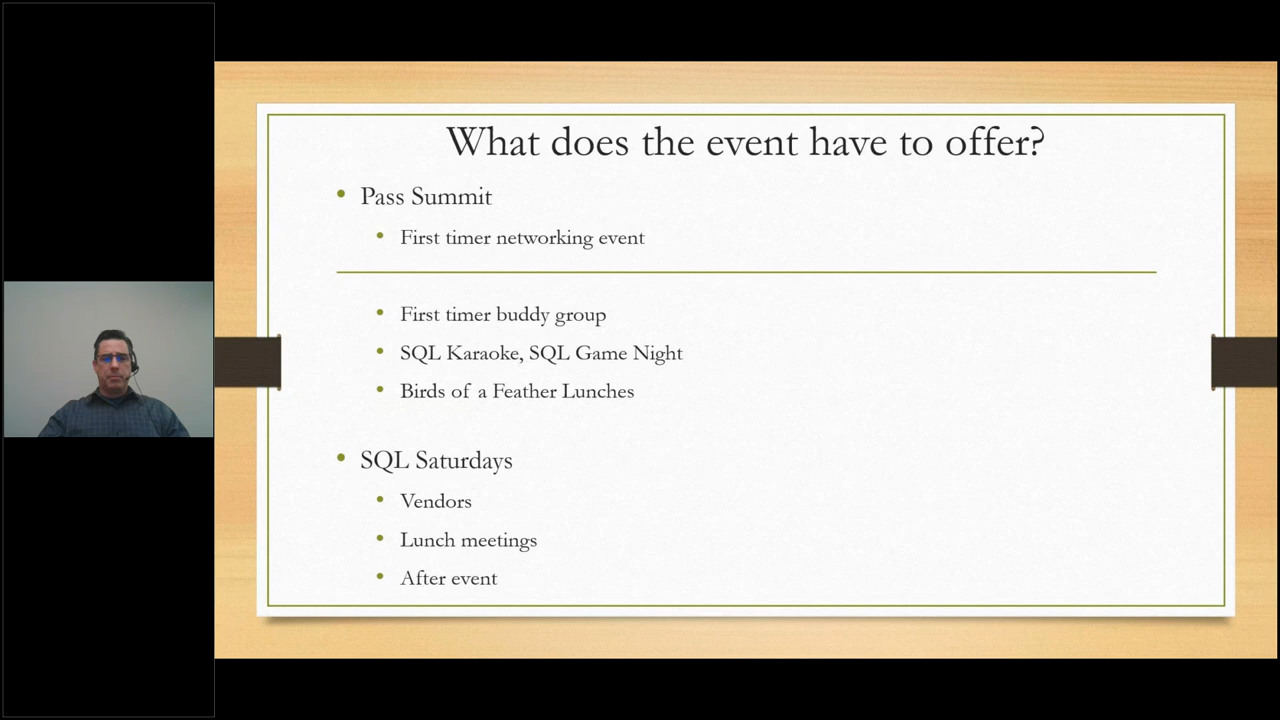 What does the event have to offer?
• Pass Summit
• First timer networking event
• First timer buddy group
• SQL Karaoke, SQL Game Night
• Birds of a Feather Lunches
• SQL Saturdays
• Vendors
• Lunch meetings
• After event